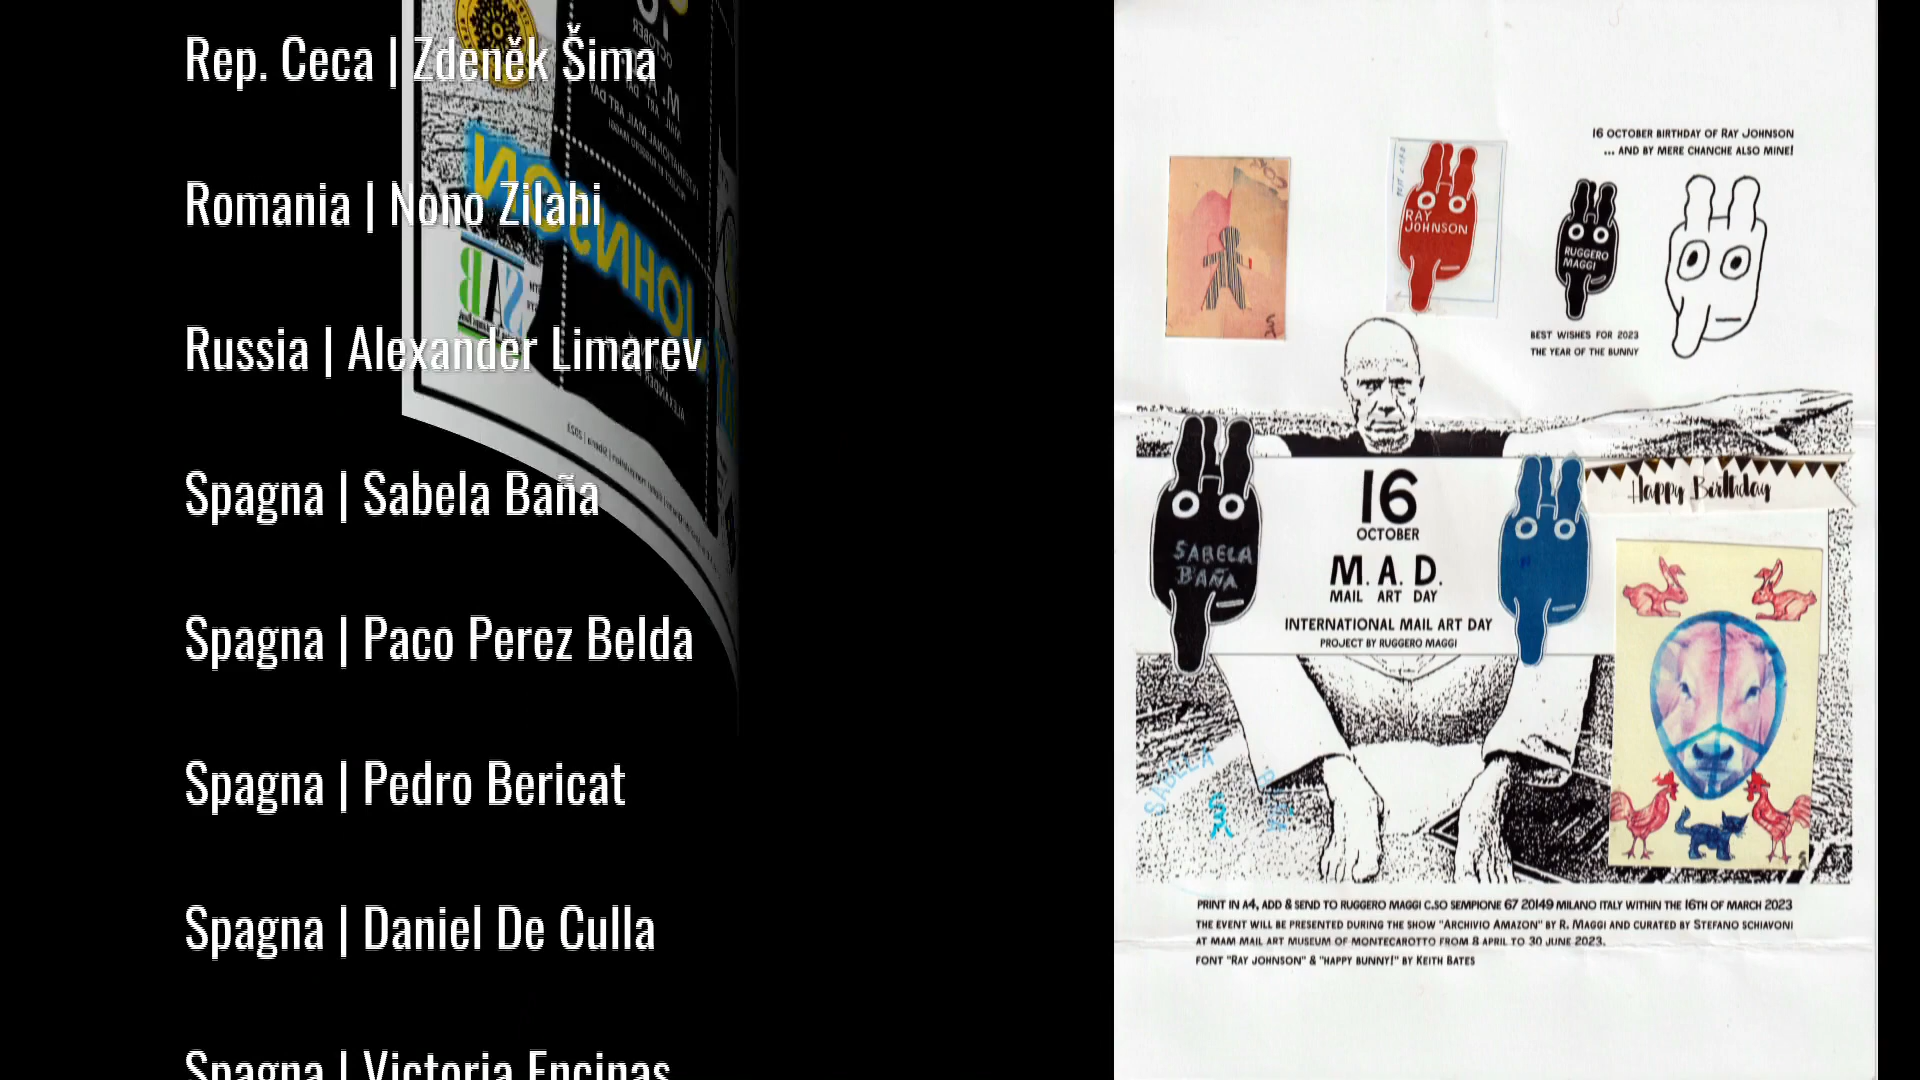 Rep. Ceca | Zdeněk Šima
Romania | Nono Zilahi
Russia | Alexander Limarev
Spagna | Sabela Baña
Spagna | Paco Perez Belda
Spagna | Pedro Bericat
Spagna | Daniel De Culla
Spagna | Victoria Encinas
OCTOBER
JOHNSON
16 OCTOBER BIRTHDAY OF RAY JOHNSON
... AND BY MERE CHANCHE ALSO MINE!
RAY
JOHNSON
RUGGERO
MAGGI
BEST WISHES FOR 2023
THE YEAR OF THE BUNNY
Happy Birthday
SABELA
BAÑA
16
OCTOBER
M. A. D.
MAIL ART DAY
INTERNATIONAL MAIL ART DAY
PROJECT BY RUGGERO MAGGI
SABELA
PRINT IN A4, ADD & SEND TO RUGGERO MAGGI C.SO SEMPIONE 67 20149 MILANO ITALY WITHIN THE 16TH OF MARCH 2023
THE EVENT WILL BE PRESENTED DURING THE SHOW "ARCHIVIO AMAZON" BY R. MAGGI AND CURATED BY STEFANO SCHIAVONI
AT MAM MAIL ART MUSEUM OF MONTECAROTTO FROM 8 APRIL TO 30 JUNE 2023.
FONT "RAY JOHNSON" & "HAPPY BUNNY!" BY KEITH BATES